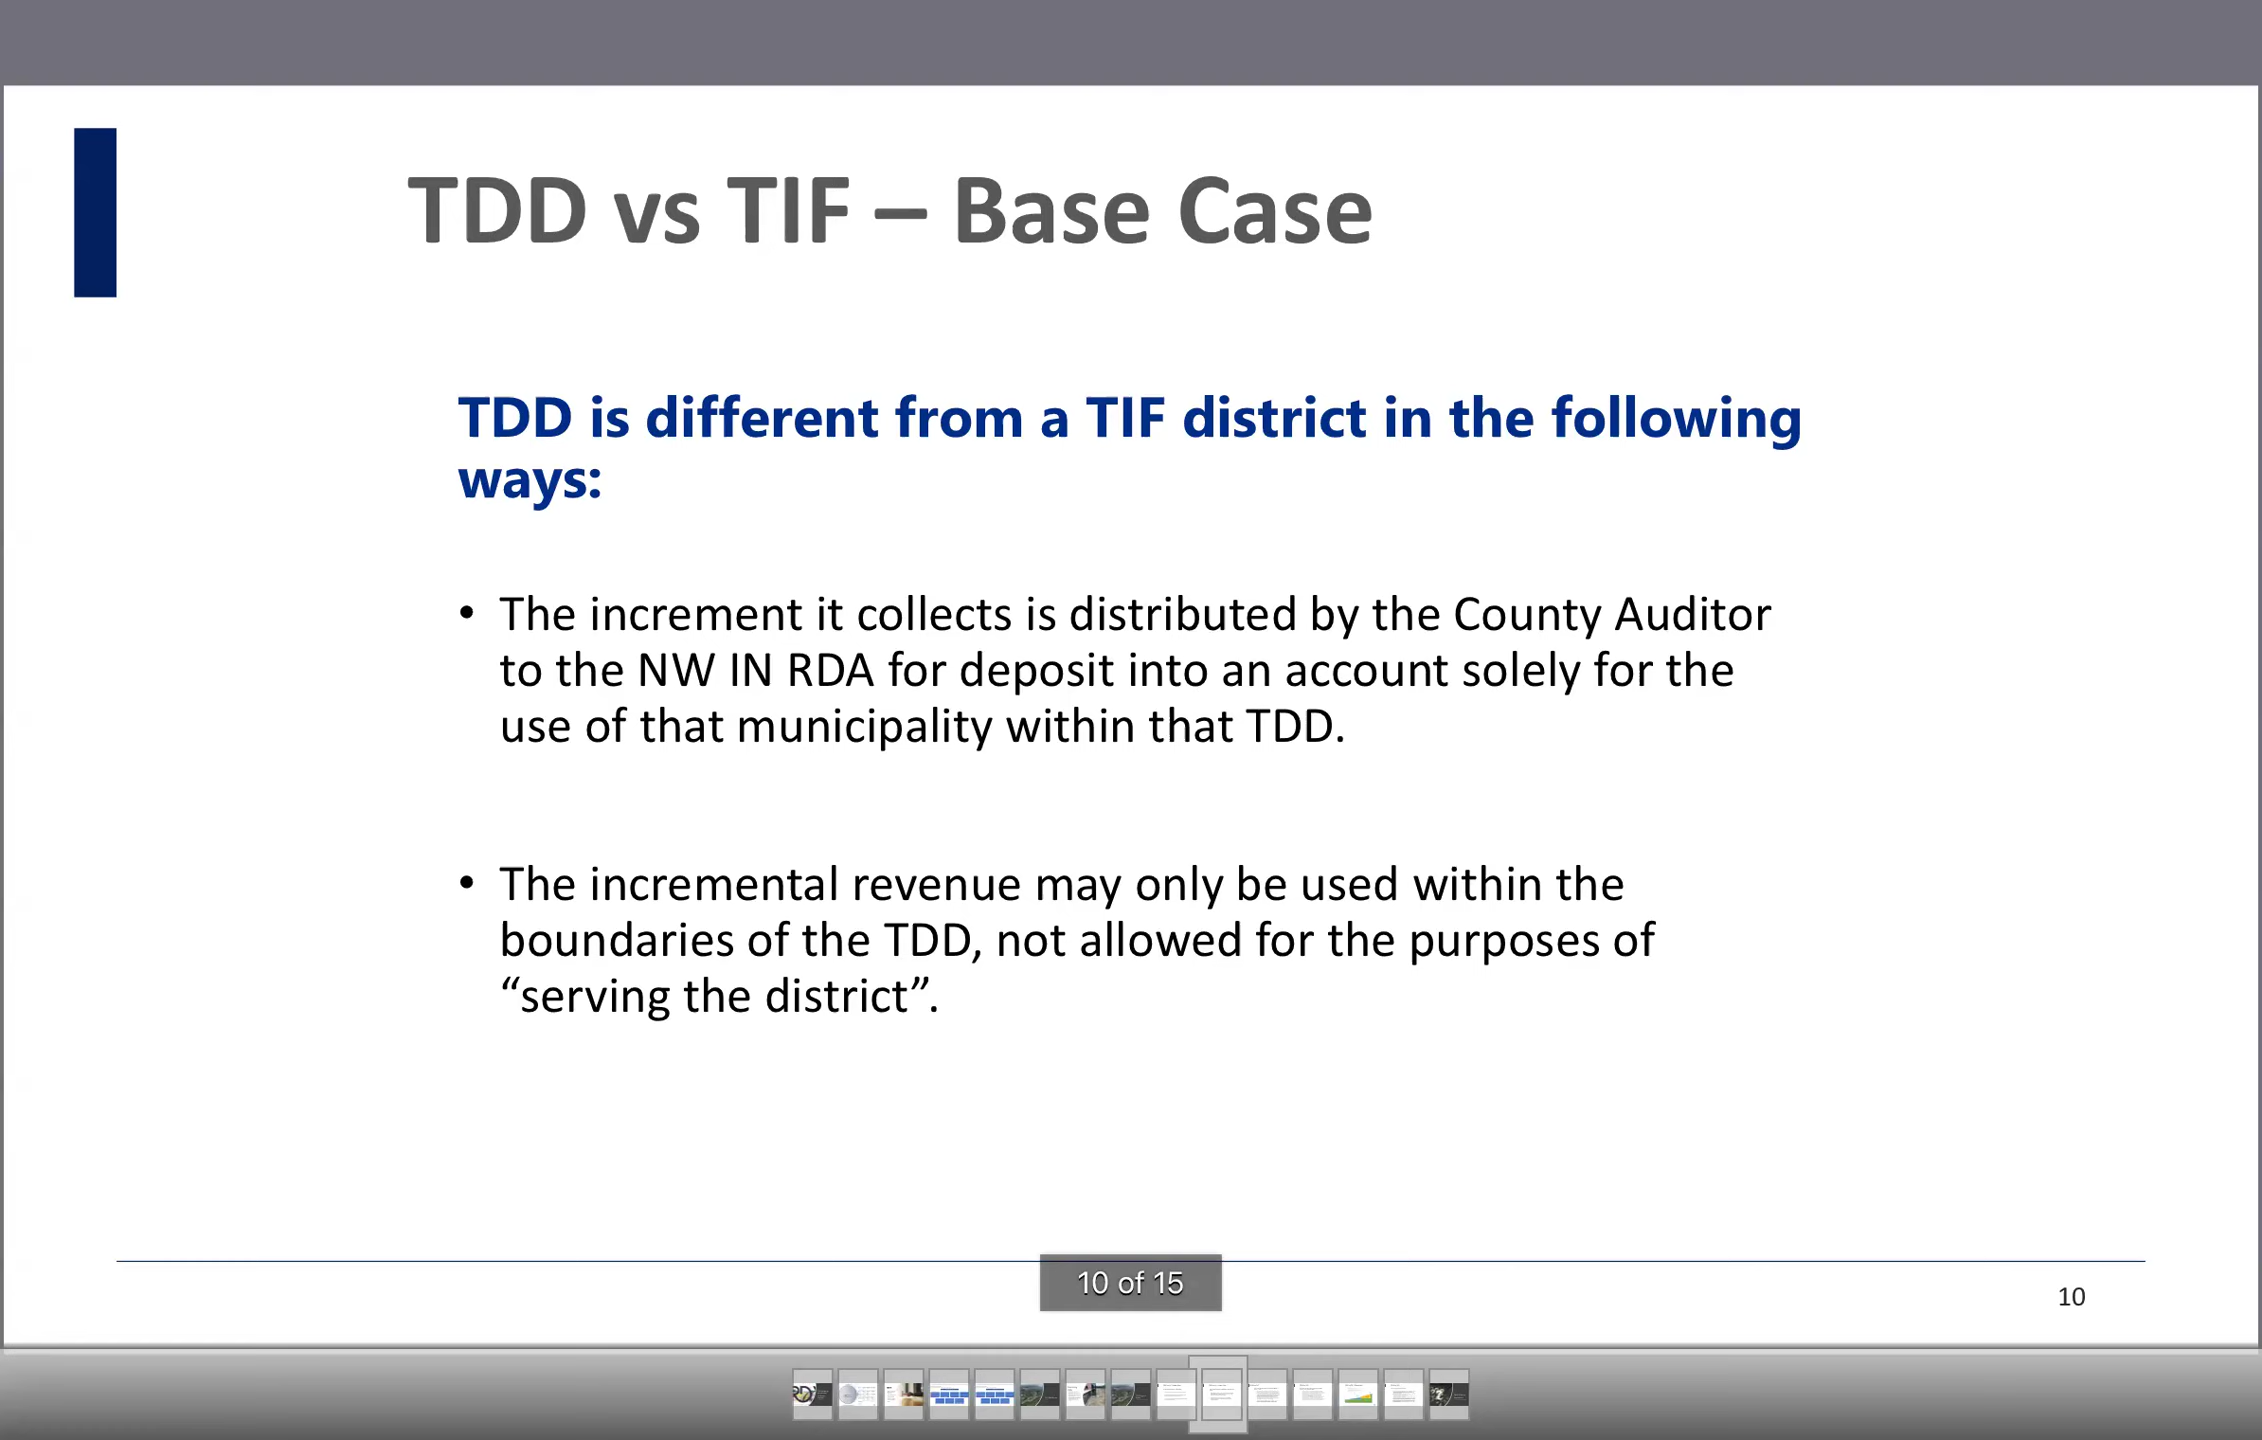 TDD vs TIF – Base Case
TDD is different from a TIF district in the following
ways:
• The increment it collects is distributed by the County Auditor
to the NW IN RDA for deposit into an account solely for the
use of that municipality within that TDD.
• The incremental revenue may only be used within the
boundaries of the TDD, not allowed for the purposes of
“serving the district”.
10 of 15
10